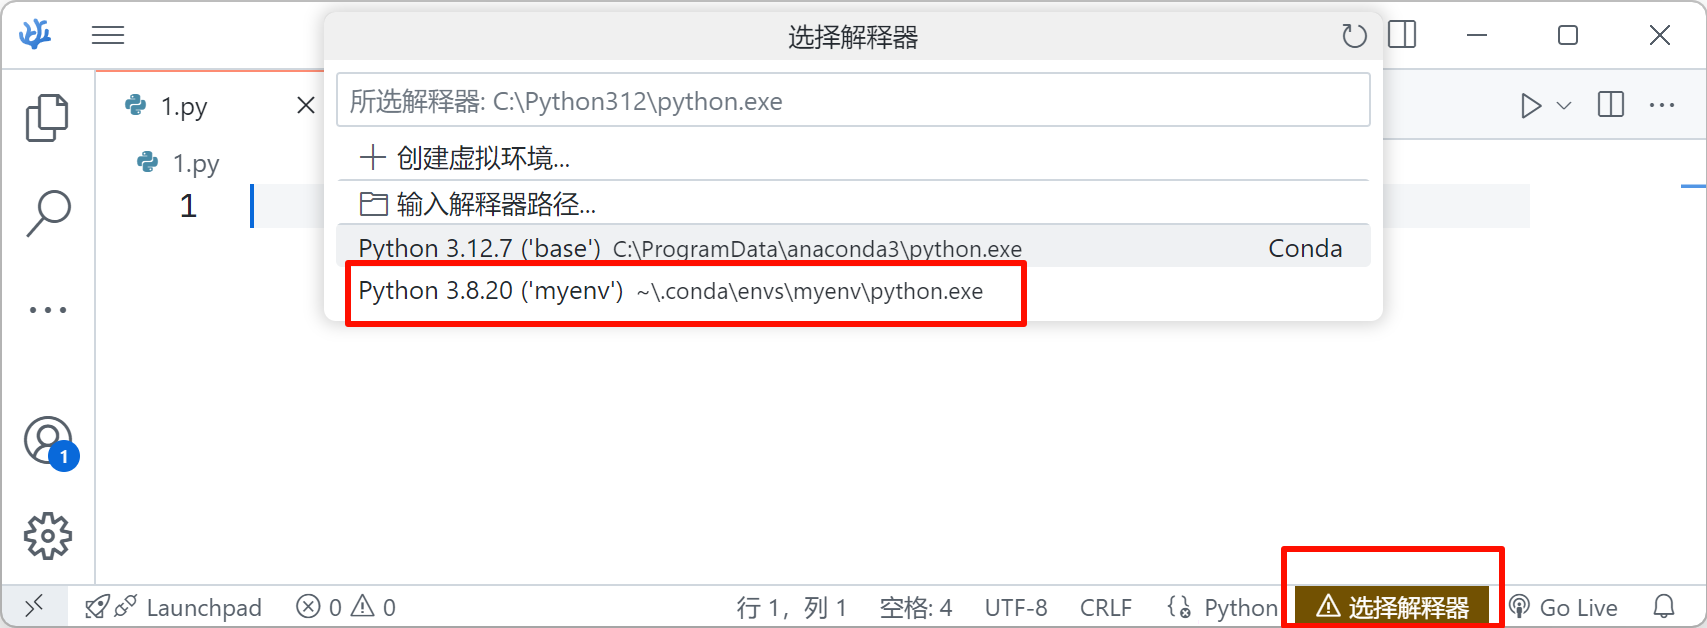 选择解释器
1.py
所选解释器: C:\Python312\python.exe
创建虚拟环境...
1.py
1
输入解释器路径...
Python 3.12.7 ('base') C:\ProgramData\anaconda3\python.exe Conda
Python 3.8.20 ('myenv') ~\.conda\envs\myenv\python.exe
1
Launchpad 0 0 行 1，列 1 空格: 4 UTF-8 CRLF Python 选择解释器 Go Live